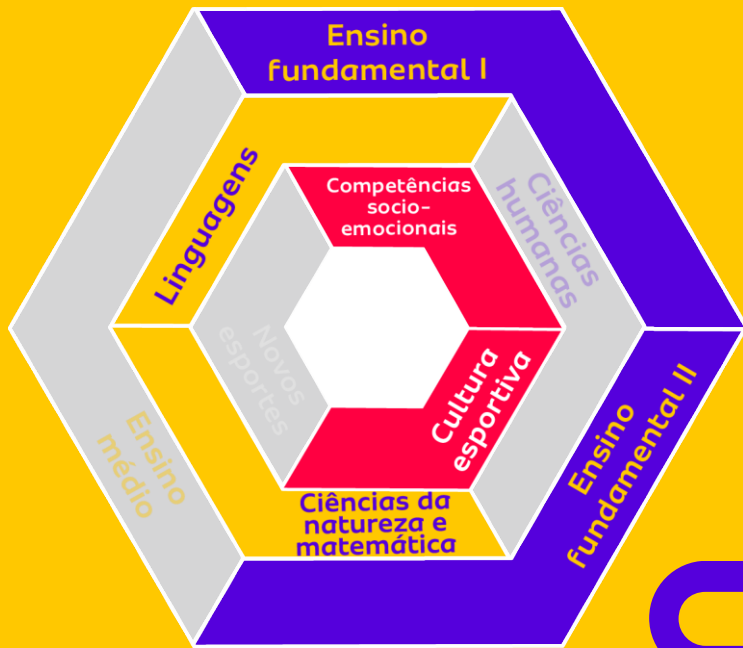 Ensino
fundamental I
Linguagens
Competências
socio-
emocionais
Ciências
humanas
Novos
esportes
Cultura
esportiva
Ensino
médio
Ensino
fundamental II
Ciências da
natureza e
matemática